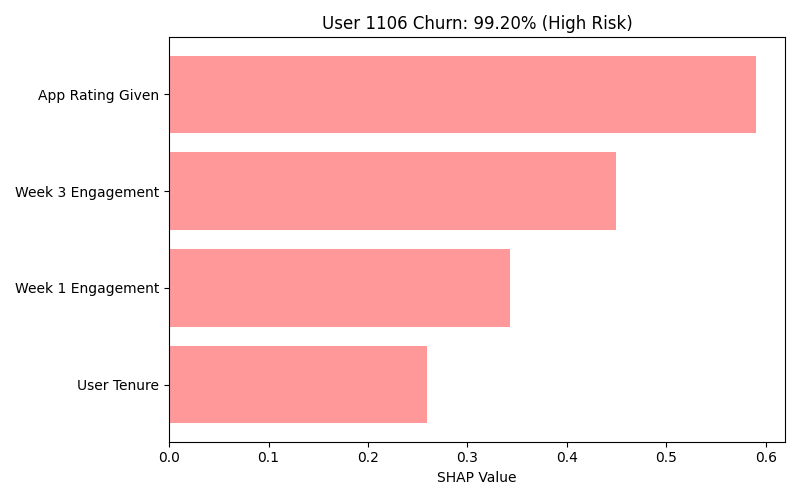 User 1106 Churn: 99.20% (High Risk)
App Rating Given
Week 3 Engagement
Week 1 Engagement
User Tenure
0.0 0.1 0.2 0.3 0.4 0.5 0.6
SHAP Value